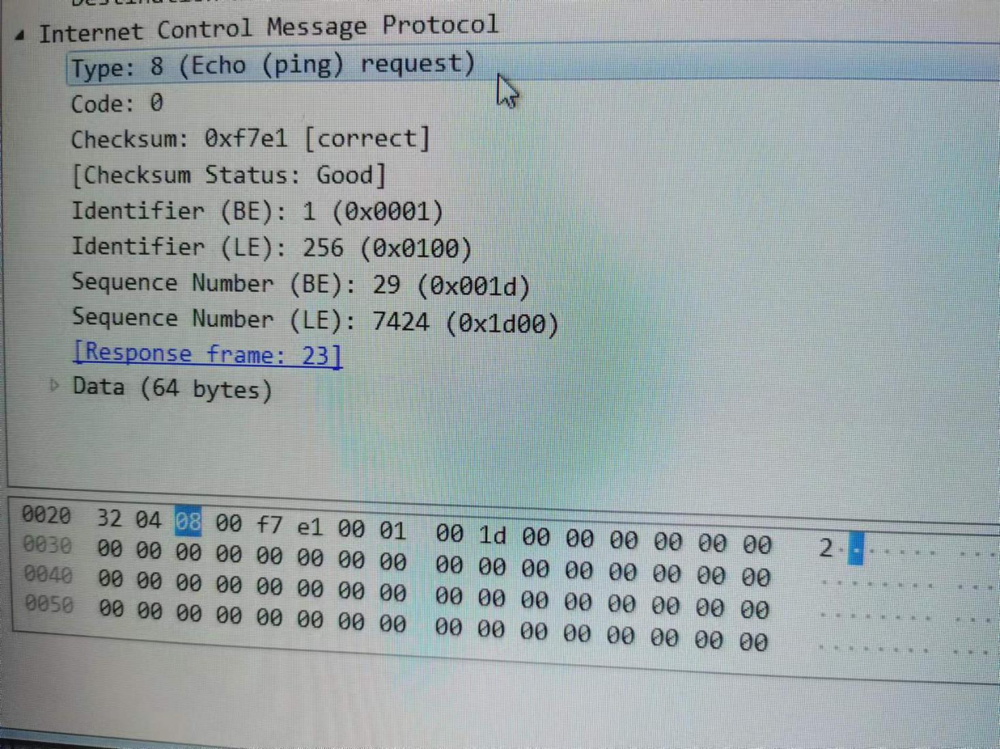 Internet Control Message Protocol
Type: 8 (Echo (ping) request)
Code: 0
Checksum: 0xf7e1 [correct]
[Checksum Status: Good]
Identifier (BE): 1 (0x0001)
Identifier (LE): 256 (0x0100)
Sequence Number (BE): 29 (0x001d)
Sequence Number (LE): 7424 (0x1d00)
[Response frame: 23]
Data (64 bytes)
0020 32 04 08 00 f7 e1 00 01 00 1d 00 00 00 00 00 00 2·······
0030 00 00 00 00 00 00 00 00 00 00 00 00 00 00 00 00 ········
0040 00 00 00 00 00 00 00 00 00 00 00 00 00 00 00 00 ········
0050 00 00 00 00 00 00 00 00 00 00 00 00 00 00 00 00 ········